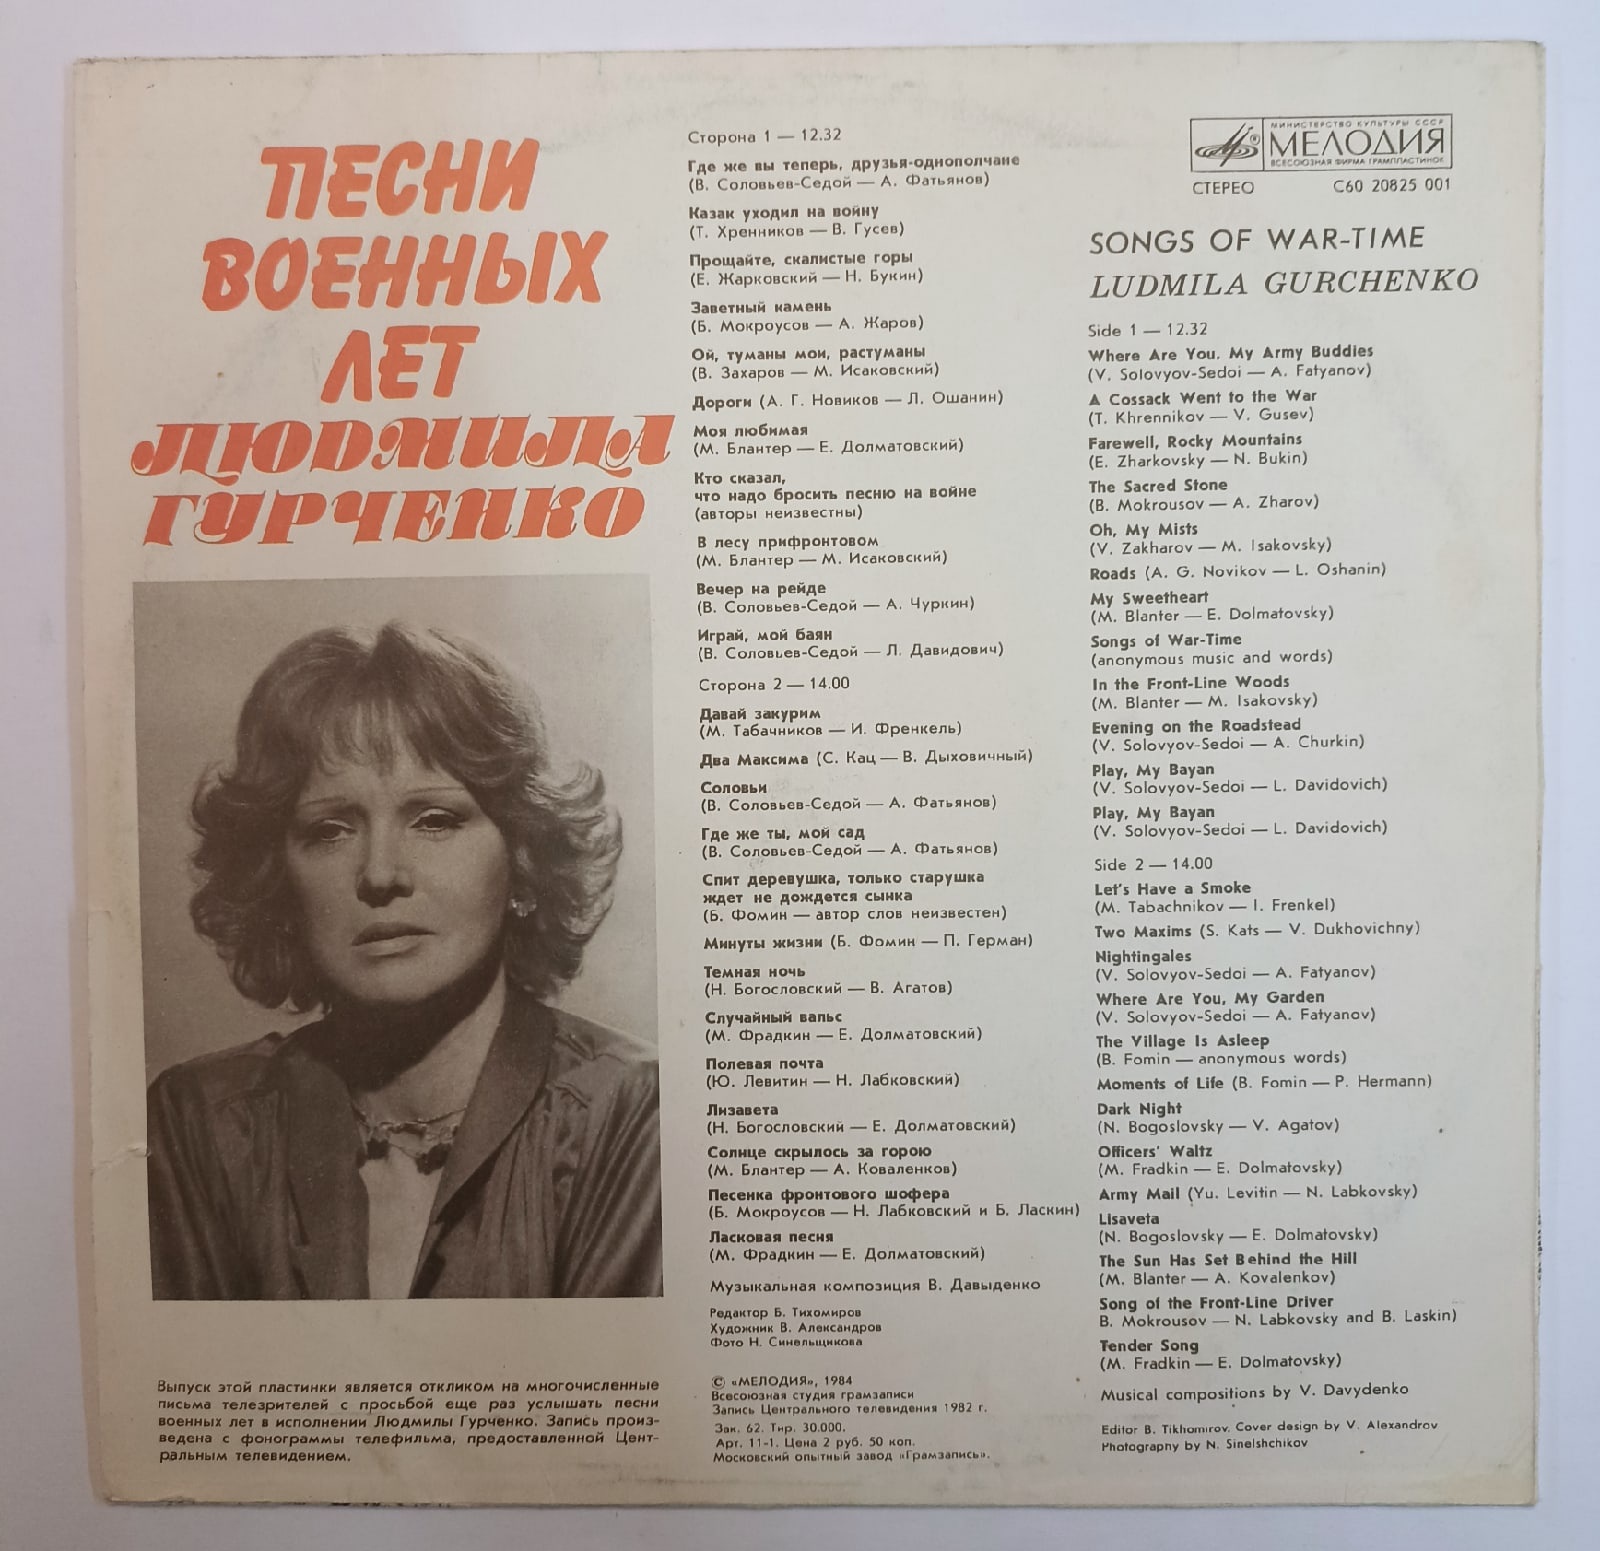 ПЕСНИ
ВОЕННЫХ
ЛЕТ
ЛЮДМИЛА
ГУРЧЕНКО
Выпуск этой пластинки является откликом на многочисленные
письма телезрителей с просьбой еще раз услышать песни
военных лет в исполнении Людмилы Гурченко. Запись произ-
ведена с фонограммы телефильма, предоставленной Цент-
ральным телевидением.
Сторона 1 — 12.32
Где же вы теперь, друзья-однополчане
(В. Соловьев-Седой — А. Фатьянов)
Казак уходил на войну
(Т. Хренников — В. Гусев)
Прощайте, скалистые горы
(Е. Жарковский — Н. Букин)
Заветный камень
(Б. Мокроусов — А. Жаров)
Ой, туманы мои, растуманы
(В. Захаров — М. Исаковский)
Дороги (А. Г. Новиков — Л. Ошанин)
Моя любимая
(М. Блантер — Е. Долматовский)
Кто сказал,
что надо бросить песню на войне
(авторы неизвестны)
В лесу прифронтовом
(М. Блантер — М. Исаковский)
Вечер на рейде
(В. Соловьев-Седой — А. Чуркин)
Играй, мой баян
(В. Соловьев-Седой — Л. Давидович)
Сторона 2 — 14.00
Давай закурим
(М. Табачников — И. Френкель)
Два Максима (С. Кац — В. Дыховичный)
Соловьи
(В. Соловьев-Седой — А. Фатьянов)
Где же ты, мой сад
(В. Соловьев-Седой — А. Фатьянов)
Спит деревушка, только старушка
ждет не дождется сынка
(Б. Фомин — автор слов неизвестен)
Минуты жизни (Б. Фомин — П. Герман)
Темная ночь
(Н. Богословский — В. Агатов)
Случайный вальс
(М. Фрадкин — Е. Долматовский)
Полевая почта
(Ю. Левитин — Н. Лабковский)
Лизавета
(Н. Богословский — Е. Долматовский)
Солнце скрылось за горою
(М. Блантер — А. Коваленков)
Песенка фронтового шофера
(Б. Мокроусов — Н. Лабковский и Б. Ласкин)
Ласковая песня
(М. Фрадкин — Е. Долматовский)
Музыкальная композиция В. Давыденко
Редактор Б. Тихомиров
Художник В. Александров
Фото Н. Синельщикова
© «МЕЛОДИЯ», 1984
Всесоюзная студия грамзаписи
Запись Центрального телевидения 1982 г.
Зак. 62. Тир. 30.000.
Арт. 11-1. Цена 2 руб. 50 коп.
Московский опытный завод «Грамзапись».
МИНИСТЕРСТВО КУЛЬТУРЫ СССР
МЕЛОДИЯ
ВСЕСОЮЗНАЯ ФИРМА ГРАМПЛАСТИНОК
СТЕРЕО С60 20825 001
SONGS OF WAR-TIME
LUDMILA GURCHENKO
Side 1 — 12.32
Where Are You, My Army Buddies
(V. Solovyov-Sedoi — A. Fatyanov)
A Cossack Went to the War
(T. Khrennikov — V. Gusev)
Farewell, Rocky Mountains
(E. Zharkovsky — N. Bukin)
The Sacred Stone
(B. Mokrousov — A. Zharov)
Oh, My Mists
(V. Zakharov — M. Isakovsky)
Roads (A. G. Novikov — L. Oshanin)
My Sweetheart
(M. Blanter — E. Dolmatovsky)
Songs of War-Time
(anonymous music and words)
In the Front-Line Woods
(M. Blanter — M. Isakovsky)
Evening on the Roadstead
(V. Solovyov-Sedoi — A. Churkin)
Play, My Bayan
(V. Solovyov-Sedoi — L. Davidovich)
Play, My Bayan
(V. Solovyov-Sedoi — L. Davidovich)
Side 2 — 14.00
Let's Have a Smoke
(M. Tabachnikov — I. Frenkel)
Two Maxims (S. Kats — V. Dukhovichny)
Nightingales
(V. Solovyov-Sedoi — A. Fatyanov)
Where Are You, My Garden
(V. Solovyov-Sedoi — A. Fatyanov)
The Village Is Asleep
(B. Fomin — anonymous words)
Moments of Life (B. Fomin — P. Hermann)
Dark Night
(N. Bogoslovsky — V. Agatov)
Officers' Waltz
(M. Fradkin — E. Dolmatovsky)
Army Mail (Yu. Levitin — N. Labkovsky)
Lisaveta
(N. Bogoslovsky — E. Dolmatovsky)
The Sun Has Set Behind the Hill
(M. Blanter — A. Kovalenkov)
Song of the Front-Line Driver
B. Mokrousov — N. Labkovsky and B. Laskin)
Tender Song
(M. Fradkin — E. Dolmatovsky)
Musical compositions by V. Davydenko
Editor B. Tikhomirov. Cover design by V. Alexandrov
Photography by N. Sinelshchikov